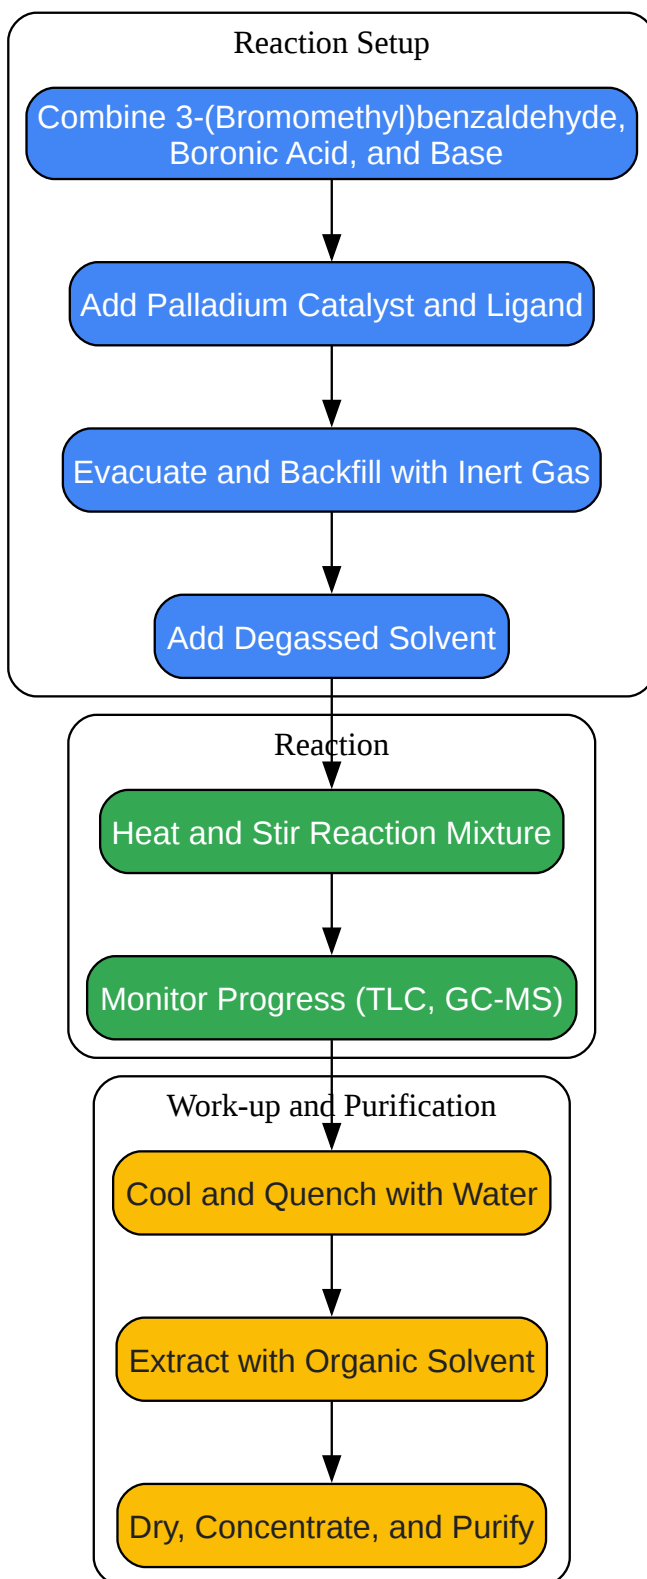 Reaction Setup
Combine 3-(Bromomethyl)benzaldehyde,
Boronic Acid, and Base
Add Palladium Catalyst and Ligand
Evacuate and Backfill with Inert Gas
Add Degassed Solvent
Reaction
Heat and Stir Reaction Mixture
Monitor Progress (TLC, GC-MS)
Work-up and Purification
Cool and Quench with Water
Extract with Organic Solvent
Dry, Concentrate, and Purify